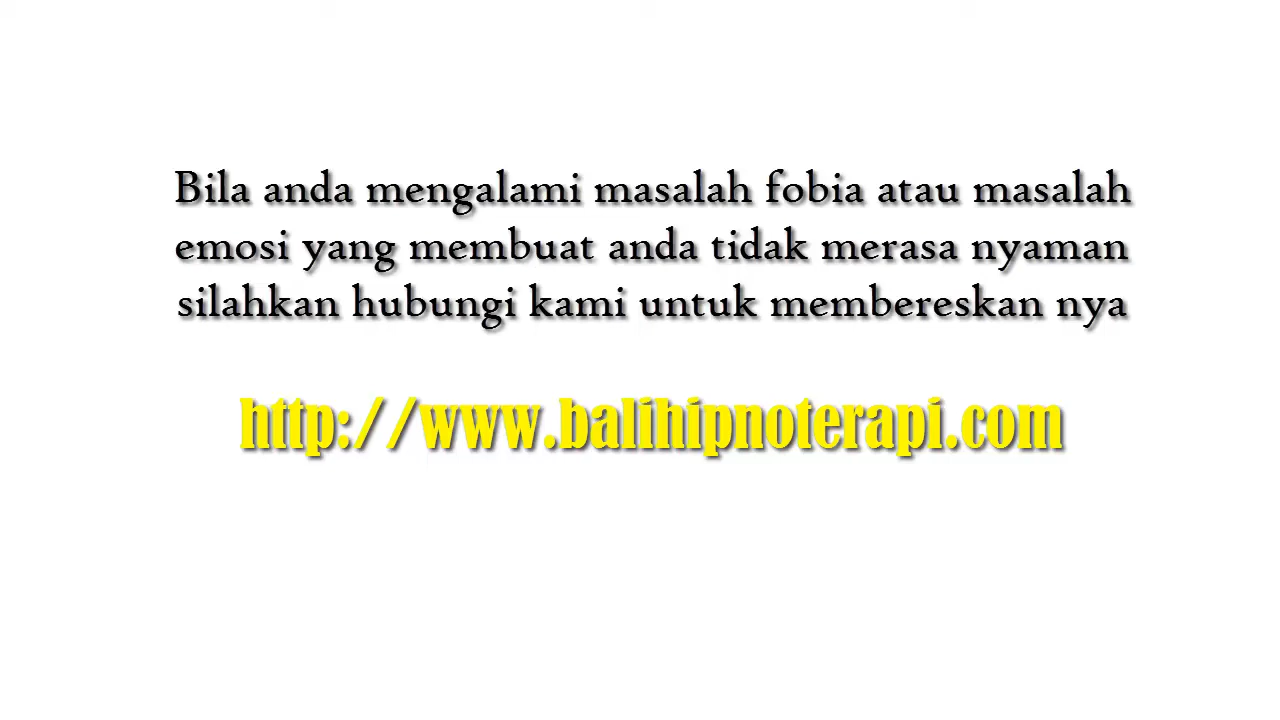 Bila anda mengalami masalah fobia atau masalah
emosi yang membuat anda tidak merasa nyaman
silahkan hubungi kami untuk membereskan nya
http://www.balihipnoterapi.com